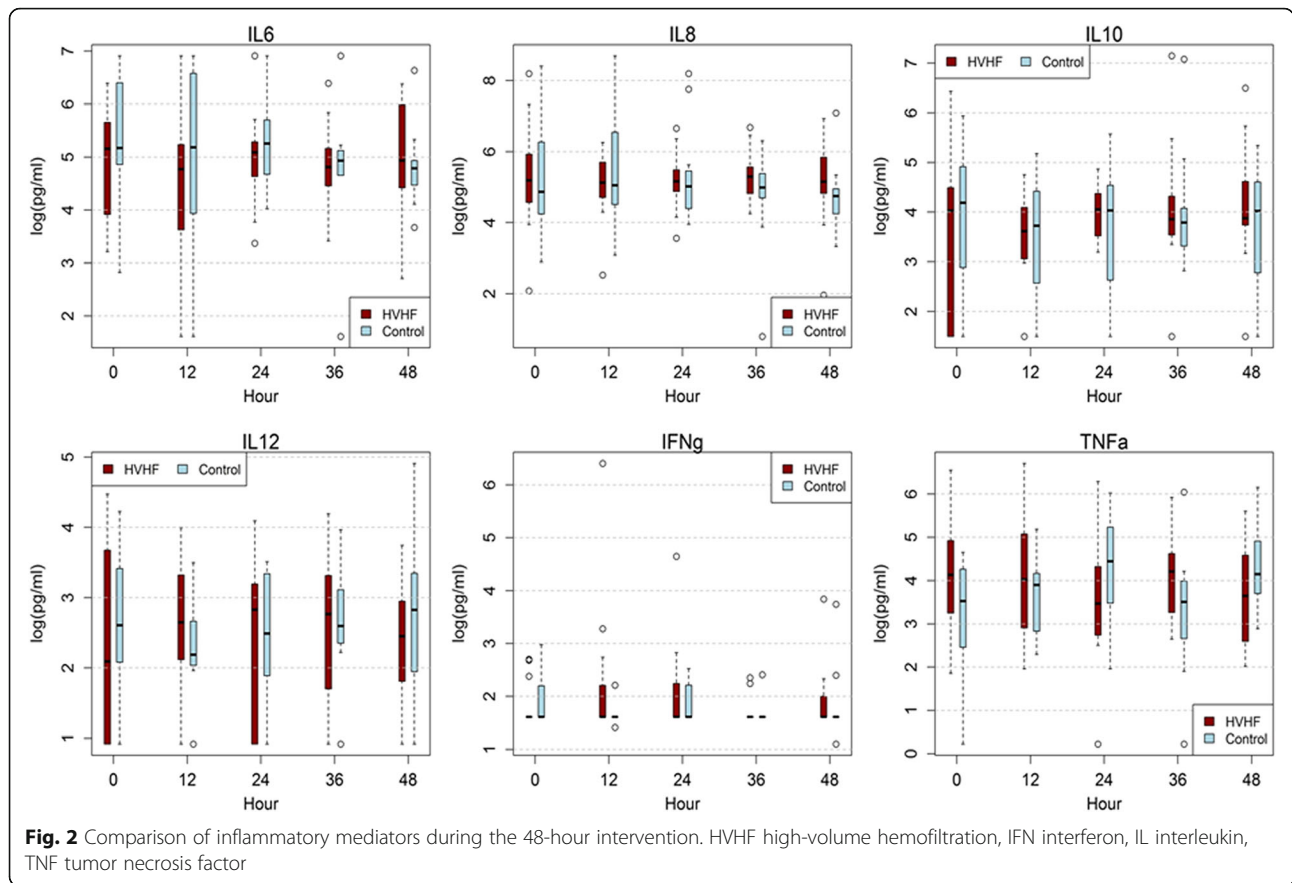 IL6
7
6
5
4
3
2
log(pg/ml)
HVHF
Control
0 12 24 36 48
Hour
IL8
8
6
4
2
log(pg/ml)
HVHF
Control
0 12 24 36 48
Hour
IL10
HVHF Control
7
6
5
4
3
2
log(pg/ml)
0 12 24 36 48
Hour
IL12
HVHF Control
5
4
3
2
1
log(pg/ml)
0 12 24 36 48
Hour
IFNg
HVHF
Control
6
5
4
3
2
1
log(pg/ml)
0 12 24 36 48
Hour
TNFa
6
5
4
3
2
1
0
log(pg/ml)
HVHF
Control
0 12 24 36 48
Hour
Fig. 2 Comparison of inflammatory mediators during the 48-hour intervention. HVHF high-volume hemofiltration, IFN interferon, IL interleukin,
TNF tumor necrosis factor